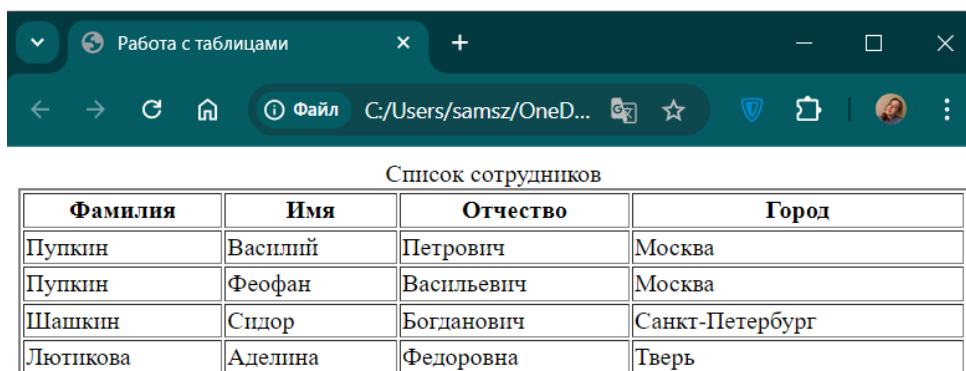 Работа с таблицами
Файл C:/Users/samsz/OneD...
Список сотрудников
Фамилия Имя Отчество Город
Пупкин Василий Петрович Москва
Пупкин Феофан Васильевич Москва
Шашкин Сидор Богданович Санкт-Петербург
Лютикова Аделина Федоровна Тверь